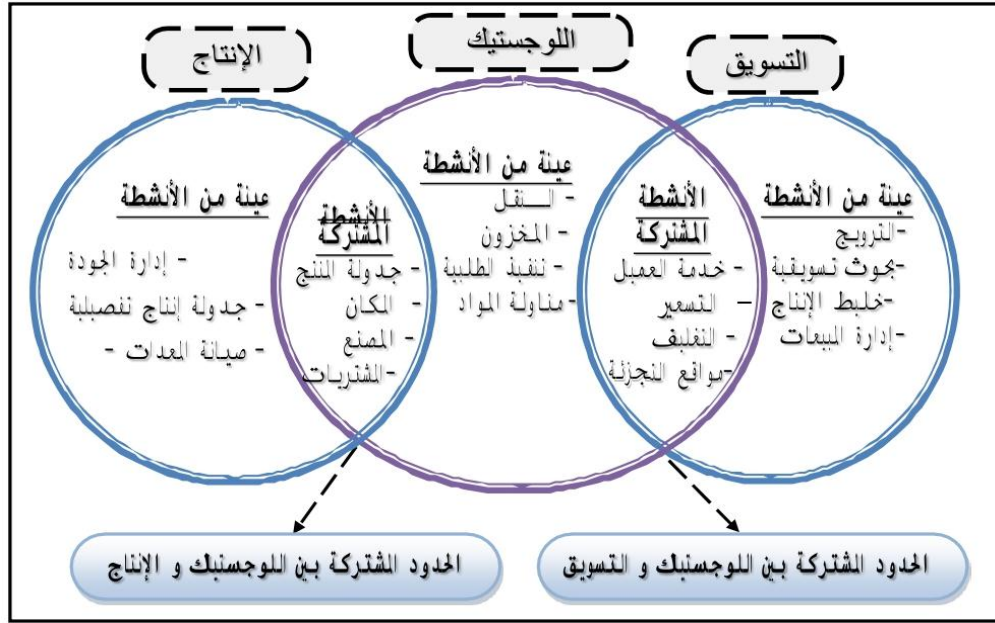 التسويق
اللوجستيك
الإنتاج
عينة من الأنشطة
-الترويج
-بحوث تسويقية
-خليط الإنتاج
-إدارة المبيعات
الأنشطة
المشتركة
- خدمة العميل
– التسعير
- التغليف
-مواقع التجزئة
عينة من الأنشطة
- النقل
- المخزون
- تنفيذ الطلبية
-مناولة المواد
الأنشطة
المشتركة
- جدولة المنتج
- المكان
- المصنع
-المشتريات
عينة من الأنشطة
- إدارة الجودة
- جدولة إنتاج تفصيلية
- صيانة المعدات -
الحدود المشتركة بين اللوجستيك و التسويق
الحدود المشتركة بين اللوجستيك و الإنتاج